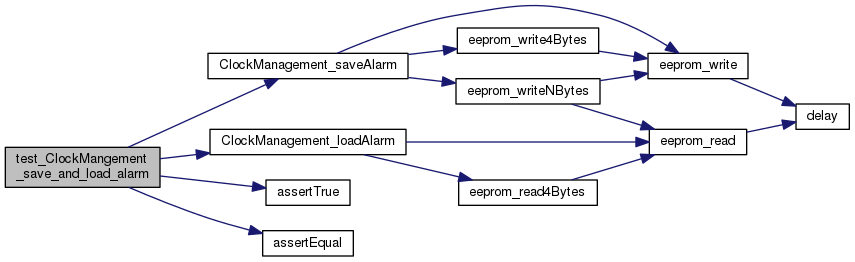 test_ClockMangement
_save_and_load_alarm
ClockManagement_saveAlarm
eeprom_write4Bytes
eeprom_writeNBytes
eeprom_write
delay
ClockManagement_loadAlarm
eeprom_read
eeprom_read4Bytes
assertTrue
assertEqual